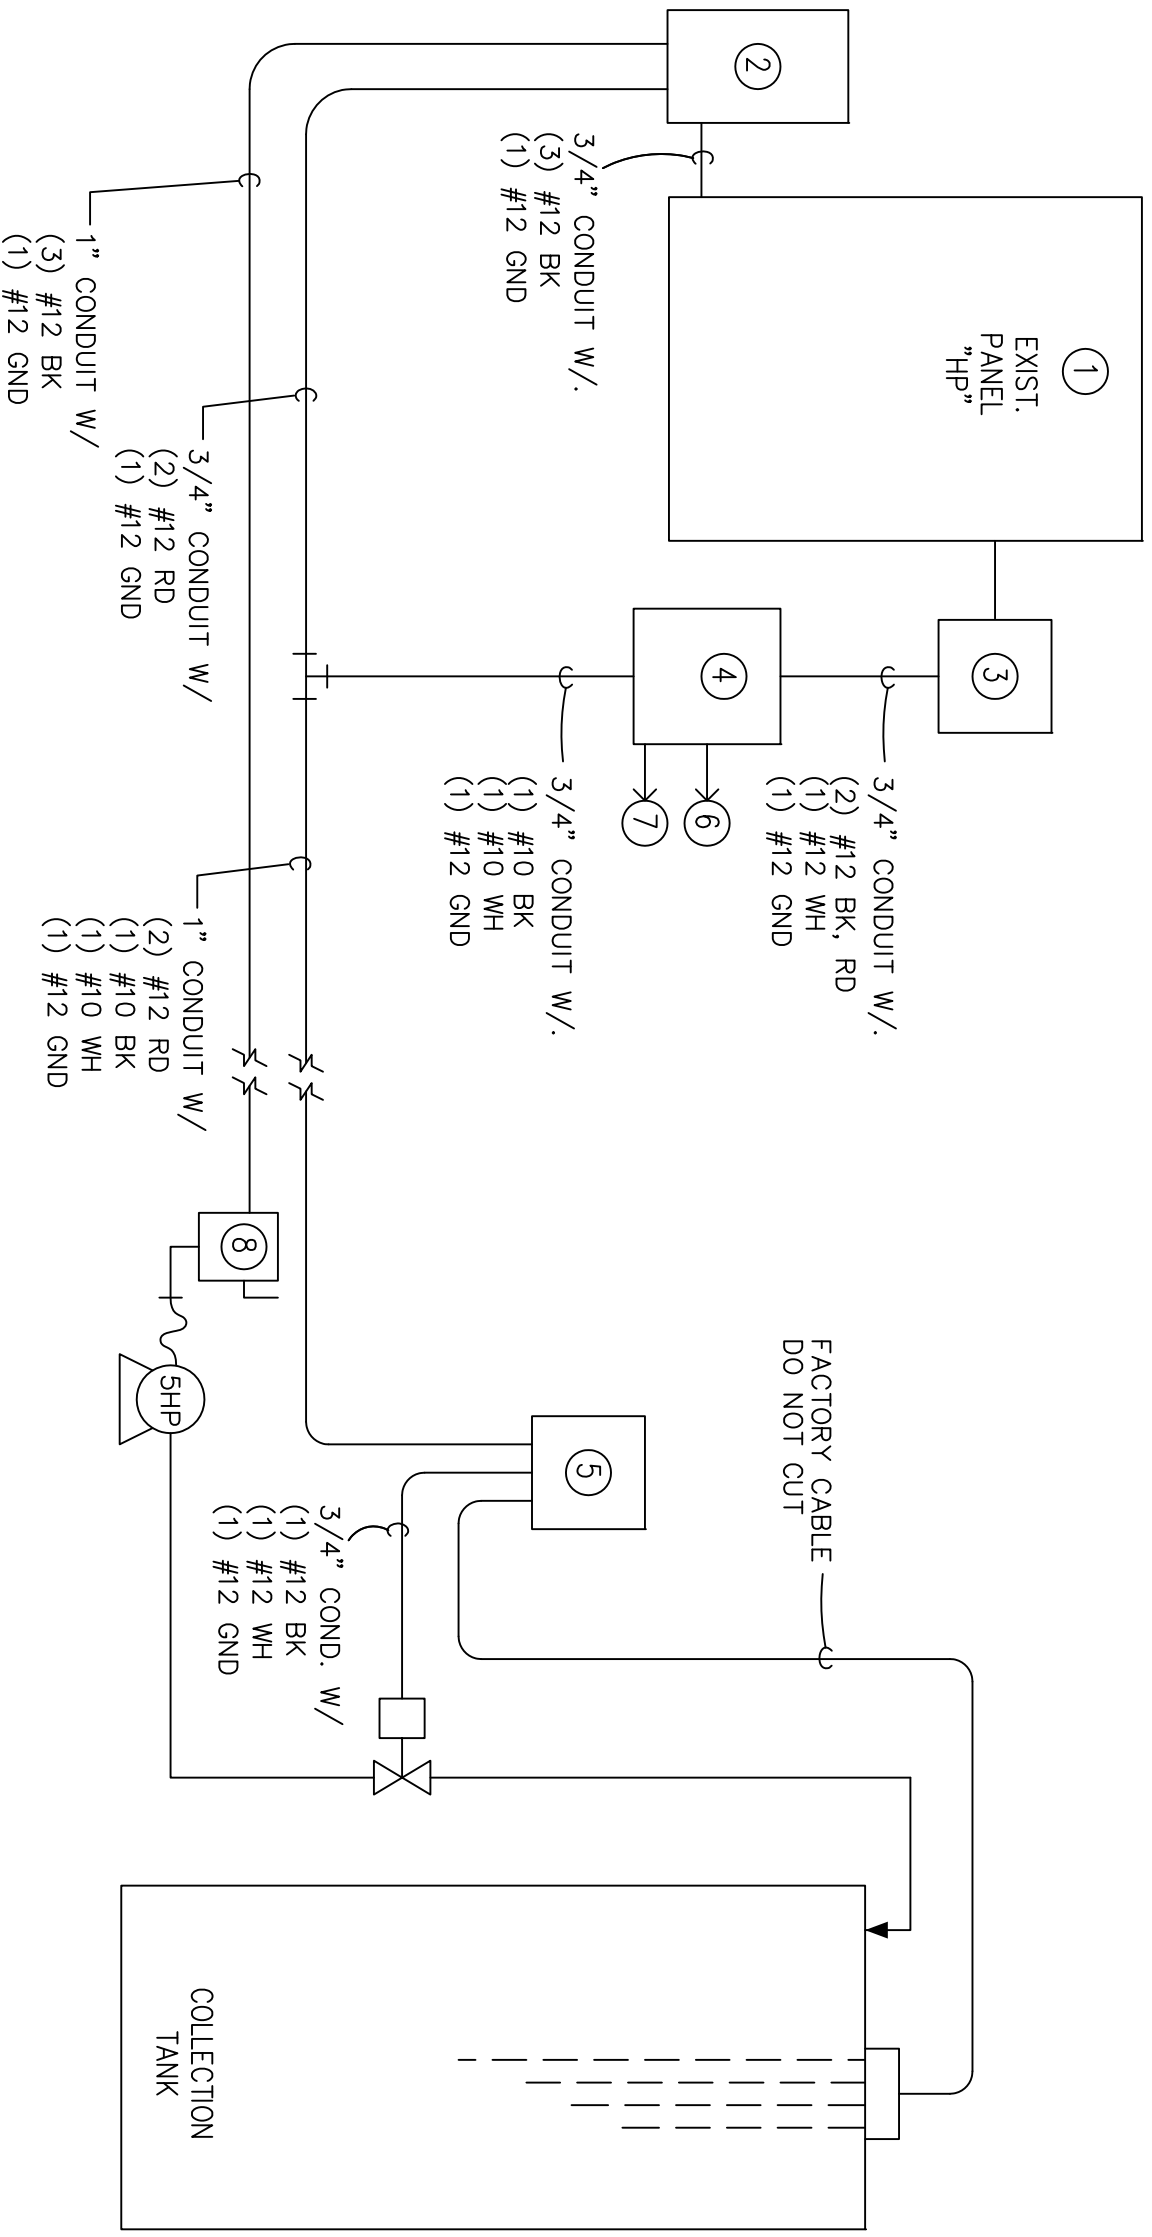 1
EXIST.
PANEL
"HP"
2
3/4" CONDUIT W/.
(3) #12 BK
(1) #12 GND
3
3/4" CONDUIT W/.
(2) #12 BK, RD
(1) #12 WH
(1) #12 GND
4
6
7
3/4" CONDUIT W/.
(1) #10 BK
(1) #10 WH
(1) #12 GND
1" CONDUIT W/
(3) #12 BK
(1) #12 GND
3/4" CONDUIT W/
(2) #12 RD
(1) #12 GND
1" CONDUIT W/
(2) #12 RD
(1) #10 BK
(1) #10 WH
(1) #12 GND
8
5HP
5
FACTORY CABLE
DO NOT CUT
3/4" COND. W/
(1) #12 BK
(1) #12 WH
(1) #12 GND
COLLECTION
TANK